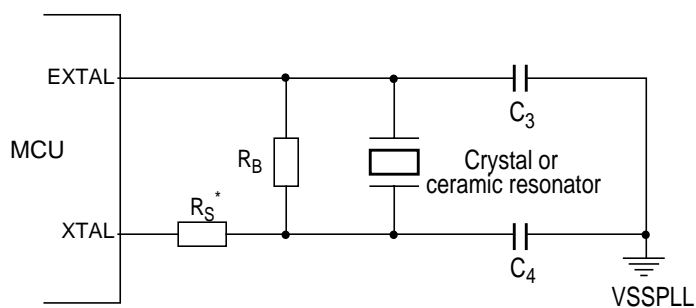 EXTAL
C3
MCU
RB
Crystal or
ceramic resonator
RS*
XTAL
C4
VSSPLL